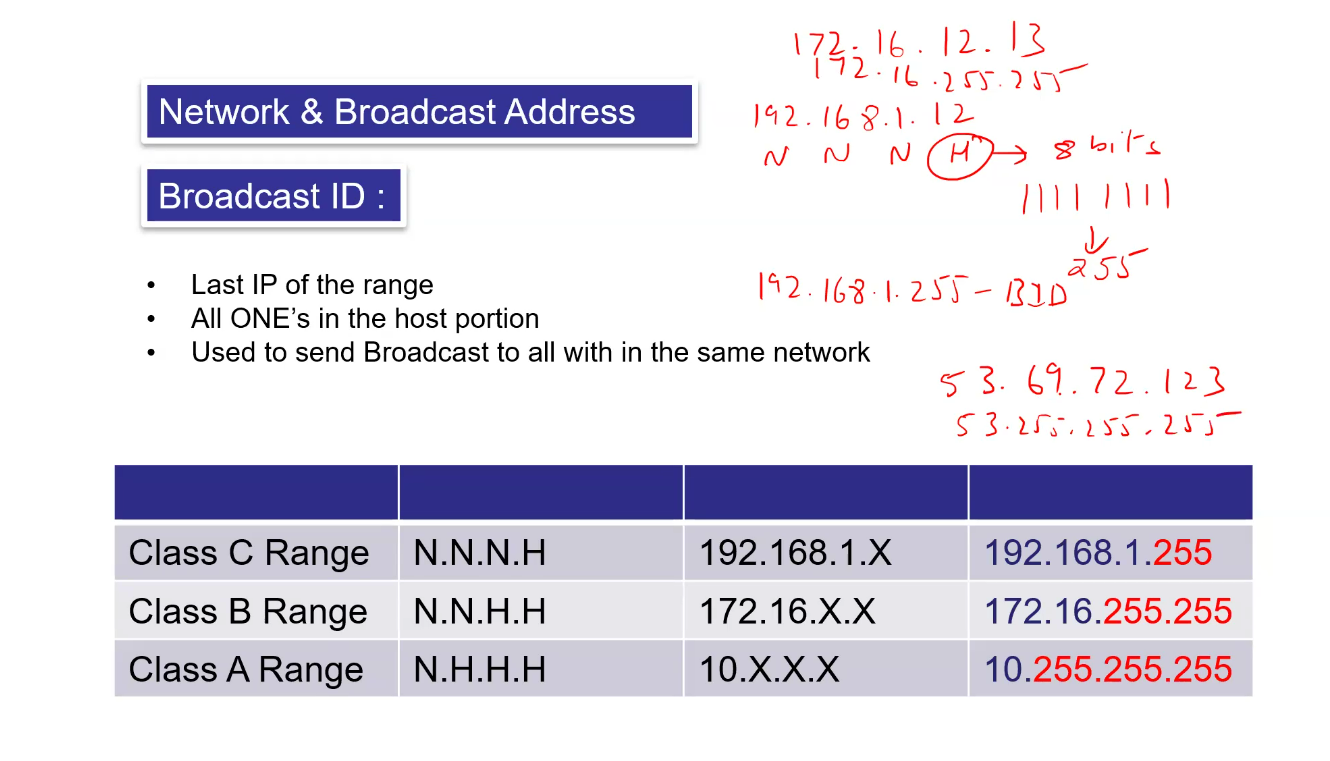 172.16.12.13
172.16.255.255
Network & Broadcast Address
192.168.1.12
N N N H → 8 bits
Broadcast ID :
1111 1111
255
Last IP of the range
192.168.1.255 - BID
All ONE’s in the host portion
Used to send Broadcast to all with in the same network
53.69.72.123
53.255.255.255
Class C Range N.N.N.H 192.168.1.X 192.168.1.255
Class B Range N.N.H.H 172.16.X.X 172.16.255.255
Class A Range N.H.H.H 10.X.X.X 10.255.255.255